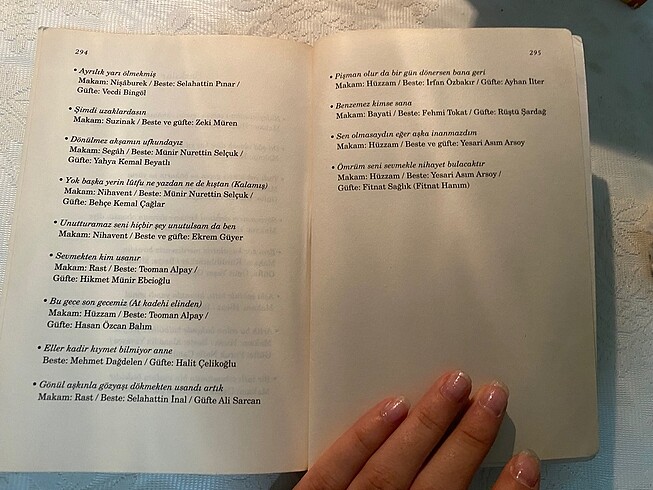 294
• Ayrılık yarı ölmekmiş
Makam: Nişâburek / Beste: Selahattin Pınar /
Güfte: Vecdi Bingöl
• Şimdi uzaklardasın
Makam: Suzinak / Beste ve güfte: Zeki Müren
• Dönülmez akşamın ufkundayız
Makam: Segâh / Beste: Münir Nurettin Selçuk /
Güfte: Yahya Kemal Beyatlı
• Yok başka yerin lûtfu ne yazdan ne de kıştan (Kalamış)
Makam: Nihavent / Beste: Münir Nurettin Selçuk /
Güfte: Behçe Kemal Çağlar
• Unutturamaz seni hiçbir şey unutulsam da ben
Makam: Nihavent / Beste ve güfte: Ekrem Güyer
• Sevmekten kim usanır
Makam: Rast / Beste: Teoman Alpay /
Güfte: Hikmet Münir Ebcioğlu
• Bu gece son gecemiz (At kadehi elinden)
Makam: Hüzzam / Beste: Teoman Alpay /
Güfte: Hasan Özcan Balım
• Eller kadir kıymet bilmiyor anne
Beste: Mehmet Dağdelen / Güfte: Halit Çelikoğlu
• Gönül aşkınla gözyaşı dökmekten usandı artık
Makam: Rast / Beste: Selahattin İnal / Güfte Ali Sarcan
295
• Pişman olur da bir gün dönersen bana geri
Makam: Hüzzam / Beste: İrfan Özbakır / Güfte: Ayhan İlter
• Benzemez kimse sana
Makam: Bayati / Beste: Fehmi Tokat / Güfte: Rüştü Şardağ
• Sen olmasaydın eğer aşka inanmazdım
Makam: Hüzzam / Beste ve güfte: Yesari Asım Arsoy
• Ömrüm seni sevmekle nihayet bulacaktır
Makam: Hüzzam / Beste: Yesari Asım Arsoy /
Güfte: Fitnat Sağlık (Fitnat Hanım)